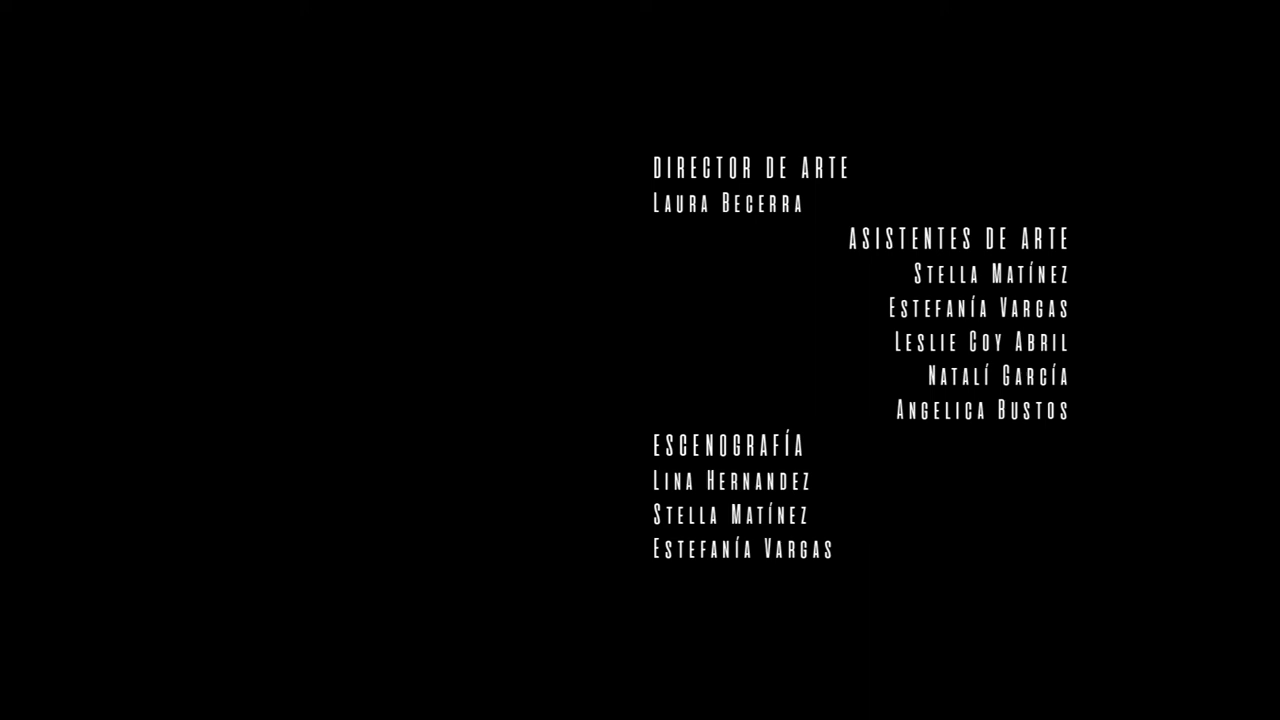 DIRECTOR DE ARTE
Laura Becerra
ASISTENTES DE ARTE
Stella Matínez
Estefanía Vargas
Leslie Coy Abril
Natalí García
Angelica Bustos
ESCENOGRAFÍA
Lina Hernandez
Stella Matínez
Estefanía Vargas